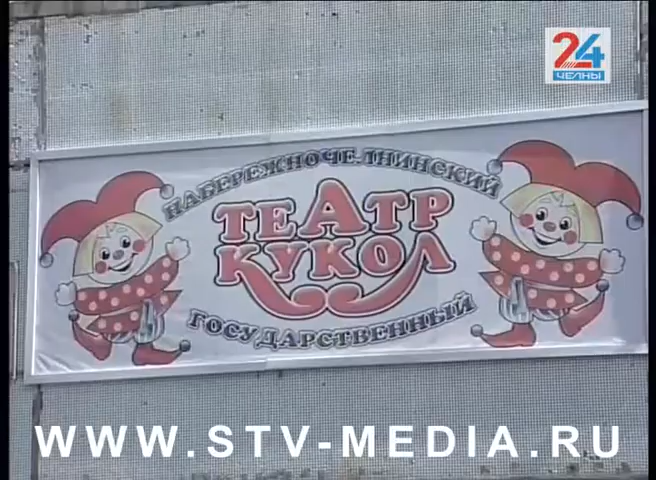 24
ЧЕЛНЫ
НАБЕРЕЖНОЧЕЛНИНСКИЙ
ТЕАТР
КУКОЛ
ГОСУДАРСТВЕННЫЙ
WWW.STV-MEDIA.RU